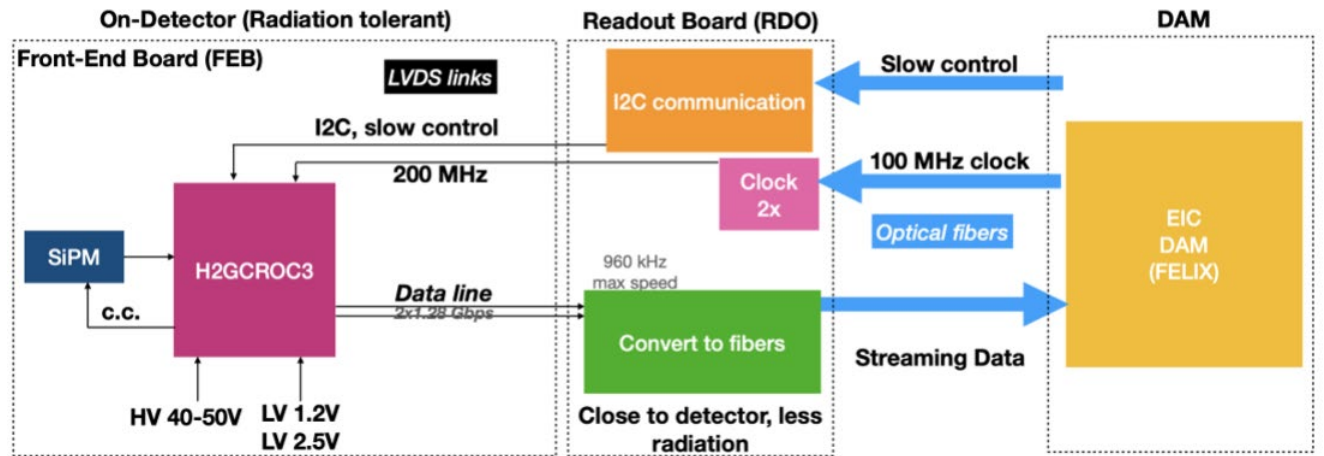 On-Detector (Radiation tolerant)
Readout Board (RDO)
DAM
Front-End Board (FEB)
LVDS links
I2C communication
Slow control
I2C, slow control
200 MHz
Clock
2x
100 MHz clock
Optical fibers
EIC
DAM
(FELIX)
SiPM
H2GCROC3
c.c.
Data line
2x1.28 Gbps
960 kHz
max speed
Convert to fibers
Streaming Data
HV 40-50V
LV 1.2V
LV 2.5V
Close to detector, less
radiation